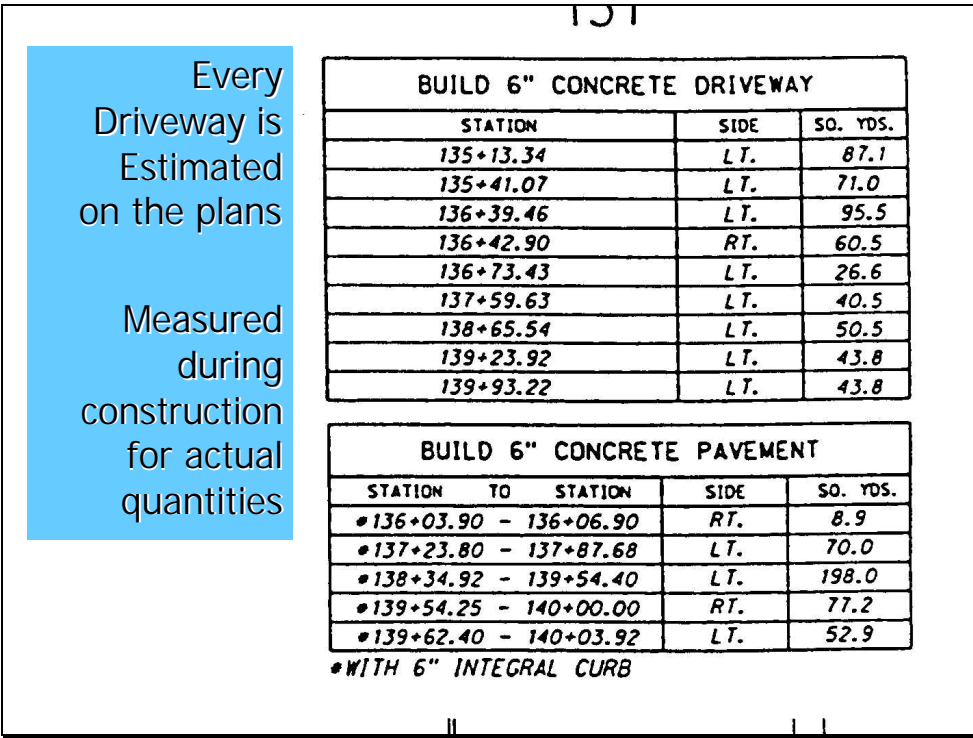 Every
Driveway is
Estimated
on the plans
Measured
during
construction
for actual
quantities
BUILD 6" CONCRETE DRIVEWAY
STATION SIDE SQ. YDS.
135+13.34 LT. 87.1
135+41.07 LT. 71.0
136+39.46 LT. 95.5
136+42.90 RT. 60.5
136+73.43 LT. 26.6
137+59.63 LT. 40.5
138+65.54 LT. 50.5
139+23.92 LT. 43.8
139+93.22 LT. 43.8
BUILD 6" CONCRETE PAVEMENT
STATION TO STATION SIDE SQ. YDS.
*136+03.90 - 136+06.90 RT. 8.9
*137+23.80 - 137+87.68 LT. 70.0
*138+34.92 - 139+54.40 LT. 198.0
*139+54.25 - 140+00.00 RT. 77.2
*139+62.40 - 140+03.92 LT. 52.9
*WITH 6" INTEGRAL CURB